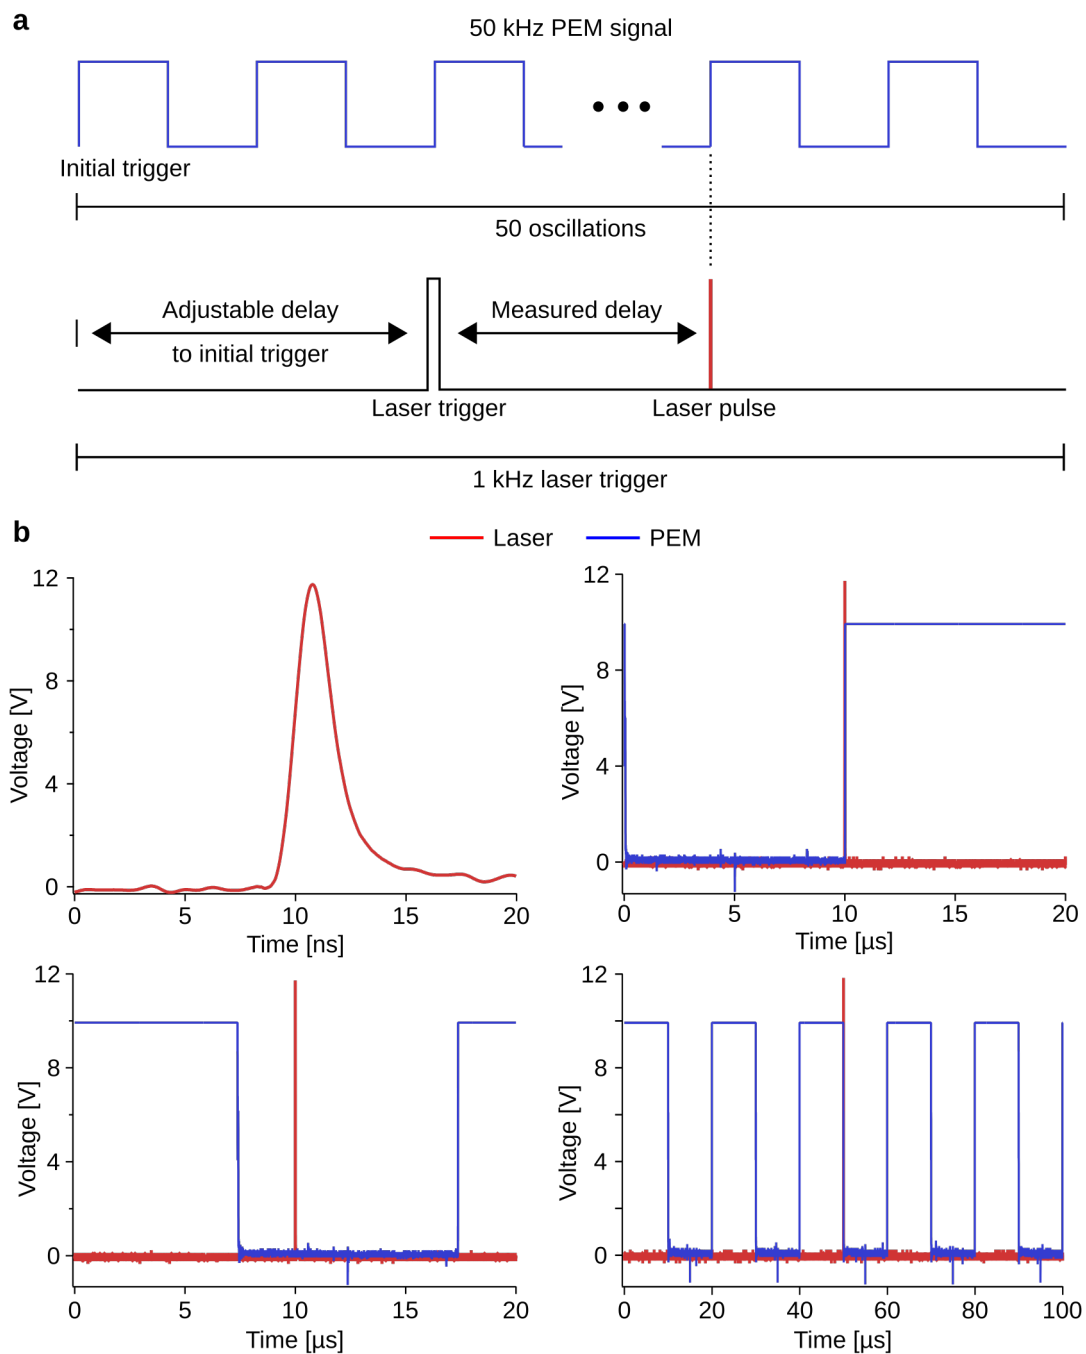 a
50 kHz PEM signal
Initial trigger
50 oscillations
Adjustable delay
to initial trigger
Measured delay
Laser trigger
Laser pulse
1 kHz laser trigger
b
Laser
PEM
12
8
4
0
Voltage [V]
0 5 10 15 20
Time [ns]
12
8
4
0
Voltage [V]
0 5 10 15 20
Time [µs]
12
8
4
0
Voltage [V]
0 5 10 15 20
Time [µs]
12
8
4
0
Voltage [V]
0 20 40 60 80 100
Time [µs]